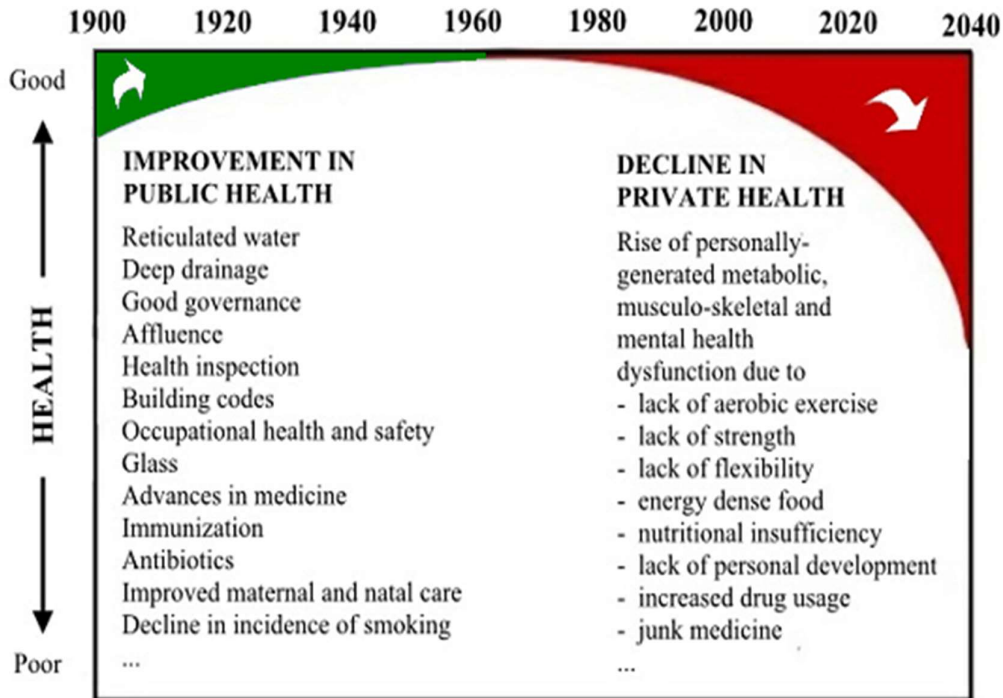 1900 1920 1940 1960 1980 2000 2020 2040
Good
HEALTH
Poor
IMPROVEMENT IN
PUBLIC HEALTH
Reticulated water
Deep drainage
Good governance
Affluence
Health inspection
Building codes
Occupational health and safety
Glass
Advances in medicine
Immunization
Antibiotics
Improved maternal and natal care
Decline in incidence of smoking
...
DECLINE IN
PRIVATE HEALTH
Rise of personally-
generated metabolic,
musculo-skeletal and
mental health
dysfunction due to
- lack of aerobic exercise
- lack of strength
- lack of flexibility
- energy dense food
- nutritional insufficiency
- lack of personal development
- increased drug usage
- junk medicine
...